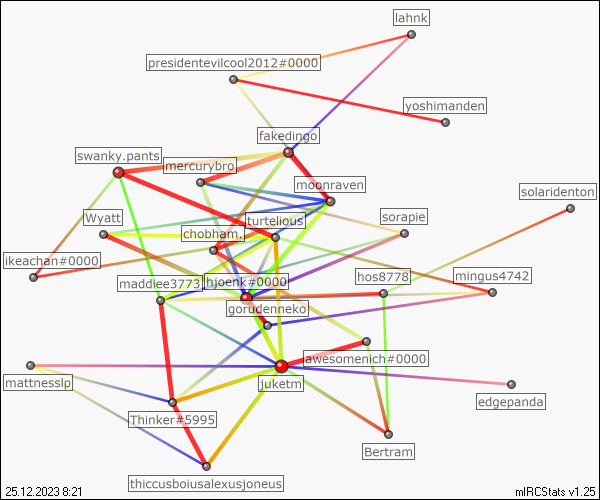 lahnk
presidentevilcool2012#0000
yoshimanden
fakedingo
swanky.pants
mercurybro
moonraven
solaridenton
Wyatt
turtelious
sorapie
chobham.
ikeachan#0000
maddiee3773
hjoenk#0000
hos8778
mingus4742
gorudenneko
awesomenich#0000
mattnesslp
juketm
edgepanda
Thinker#5995
Bertram
thiccusboiusalexusjoneus
25.12.2023 8:21
mIRCStats v1.25